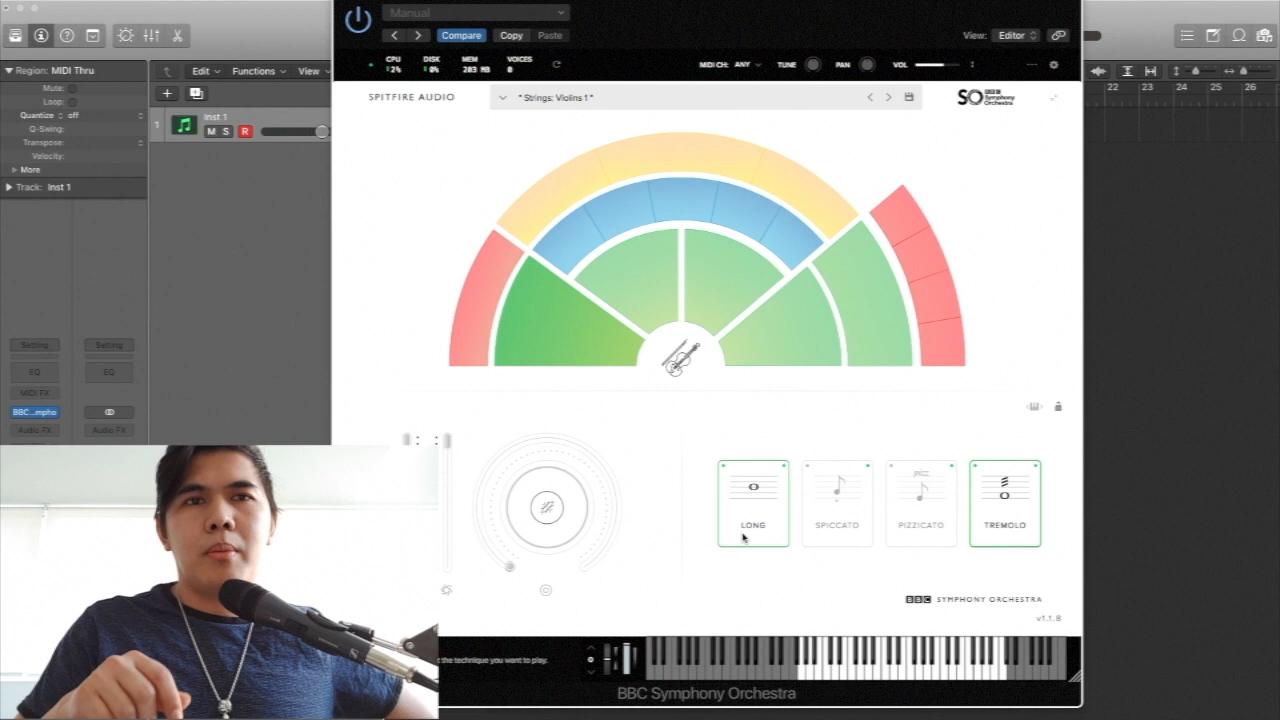 Manual
Compare
Copy
Paste
View:
Editor
CPU
2%
DISK
0%
MEM
203 MB
VOICES
0
MIDI CH: ANY
TUNE
PAN
VOL
SPITFIRE AUDIO
* Strings: Violins 1 *
SO
BBC
Symphony
Orchestra
Region: MIDI Thru
Mute:
Loop:
Quantize
off
Q-Swing:
Transpose:
Velocity:
More
Track: Inst 1
Edit
Functions
View
1
Inst 1
M
S
R
22
23
24
25
26
Setting
Setting
EQ
EQ
MIDI FX
BBC...mpho
Audio FX
Audio FX
LONG
SPICCATO
pizz
PIZZICATO
TREMOLO
BBC SYMPHONY ORCHESTRA
v1.1.8
the technique you want to play.
BBC Symphony Orchestra